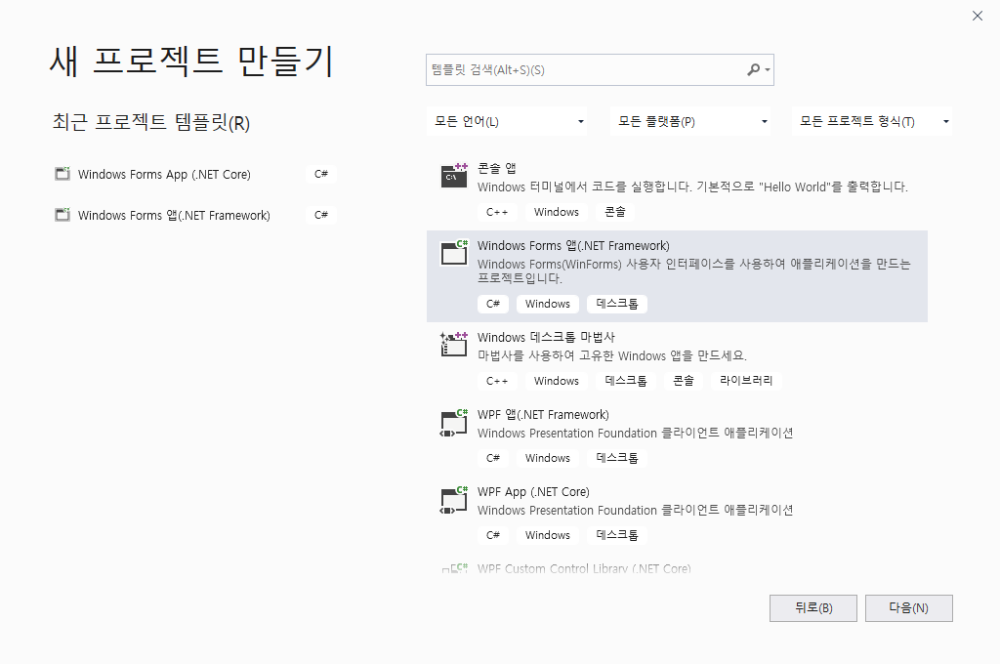 새 프로젝트 만들기
최근 프로젝트 템플릿(R)
Windows Forms App (.NET Core) C#
Windows Forms 앱(.NET Framework) C#
템플릿 검색(Alt+S)(S)
모든 언어(L) 모든 플랫폼(P) 모든 프로젝트 형식(T)
콘솔 앱
Windows 터미널에서 코드를 실행합니다. 기본적으로 "Hello World"를 출력합니다.
C++ Windows 콘솔
Windows Forms 앱(.NET Framework)
Windows Forms(WinForms) 사용자 인터페이스를 사용하여 애플리케이션을 만드는
프로젝트입니다.
C# Windows 데스크톱
Windows 데스크톱 마법사
마법사를 사용하여 고유한 Windows 앱을 만드세요.
C++ Windows 데스크톱 콘솔 라이브러리
WPF 앱(.NET Framework)
Windows Presentation Foundation 클라이언트 애플리케이션
C# Windows 데스크톱
WPF App (.NET Core)
Windows Presentation Foundation 클라이언트 애플리케이션
C# Windows 데스크톱
WPF Custom Control Library (.NET Core)
뒤로(B) 다음(N)